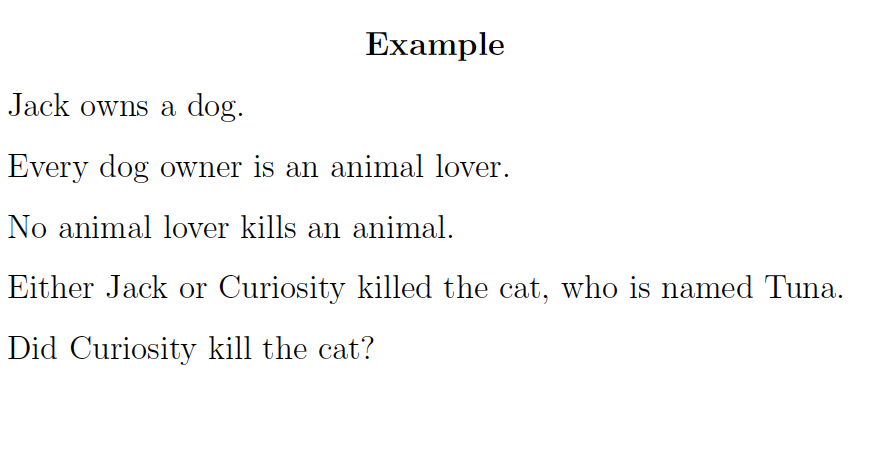 Example
Jack owns a dog.
Every dog owner is an animal lover.
No animal lover kills an animal.
Either Jack or Curiosity killed the cat, who is named Tuna.
Did Curiosity kill the cat?